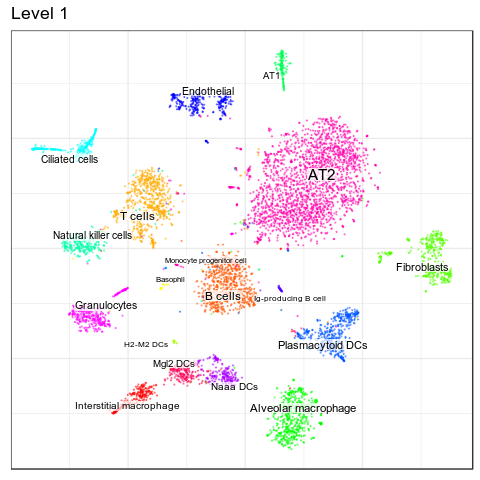 Level 1
AT1
Endothelial
Ciliated cells
AT2
T cells
Natural killer cells
Monocyte progenitor cell
Fibroblasts
Basophil
B cells
Ig-producing B cell
Granulocytes
H2-M2 DCs
Plasmacytoid DCs
Mgl2 DCs
Naaa DCs
Interstitial macrophage
Alveolar macrophage